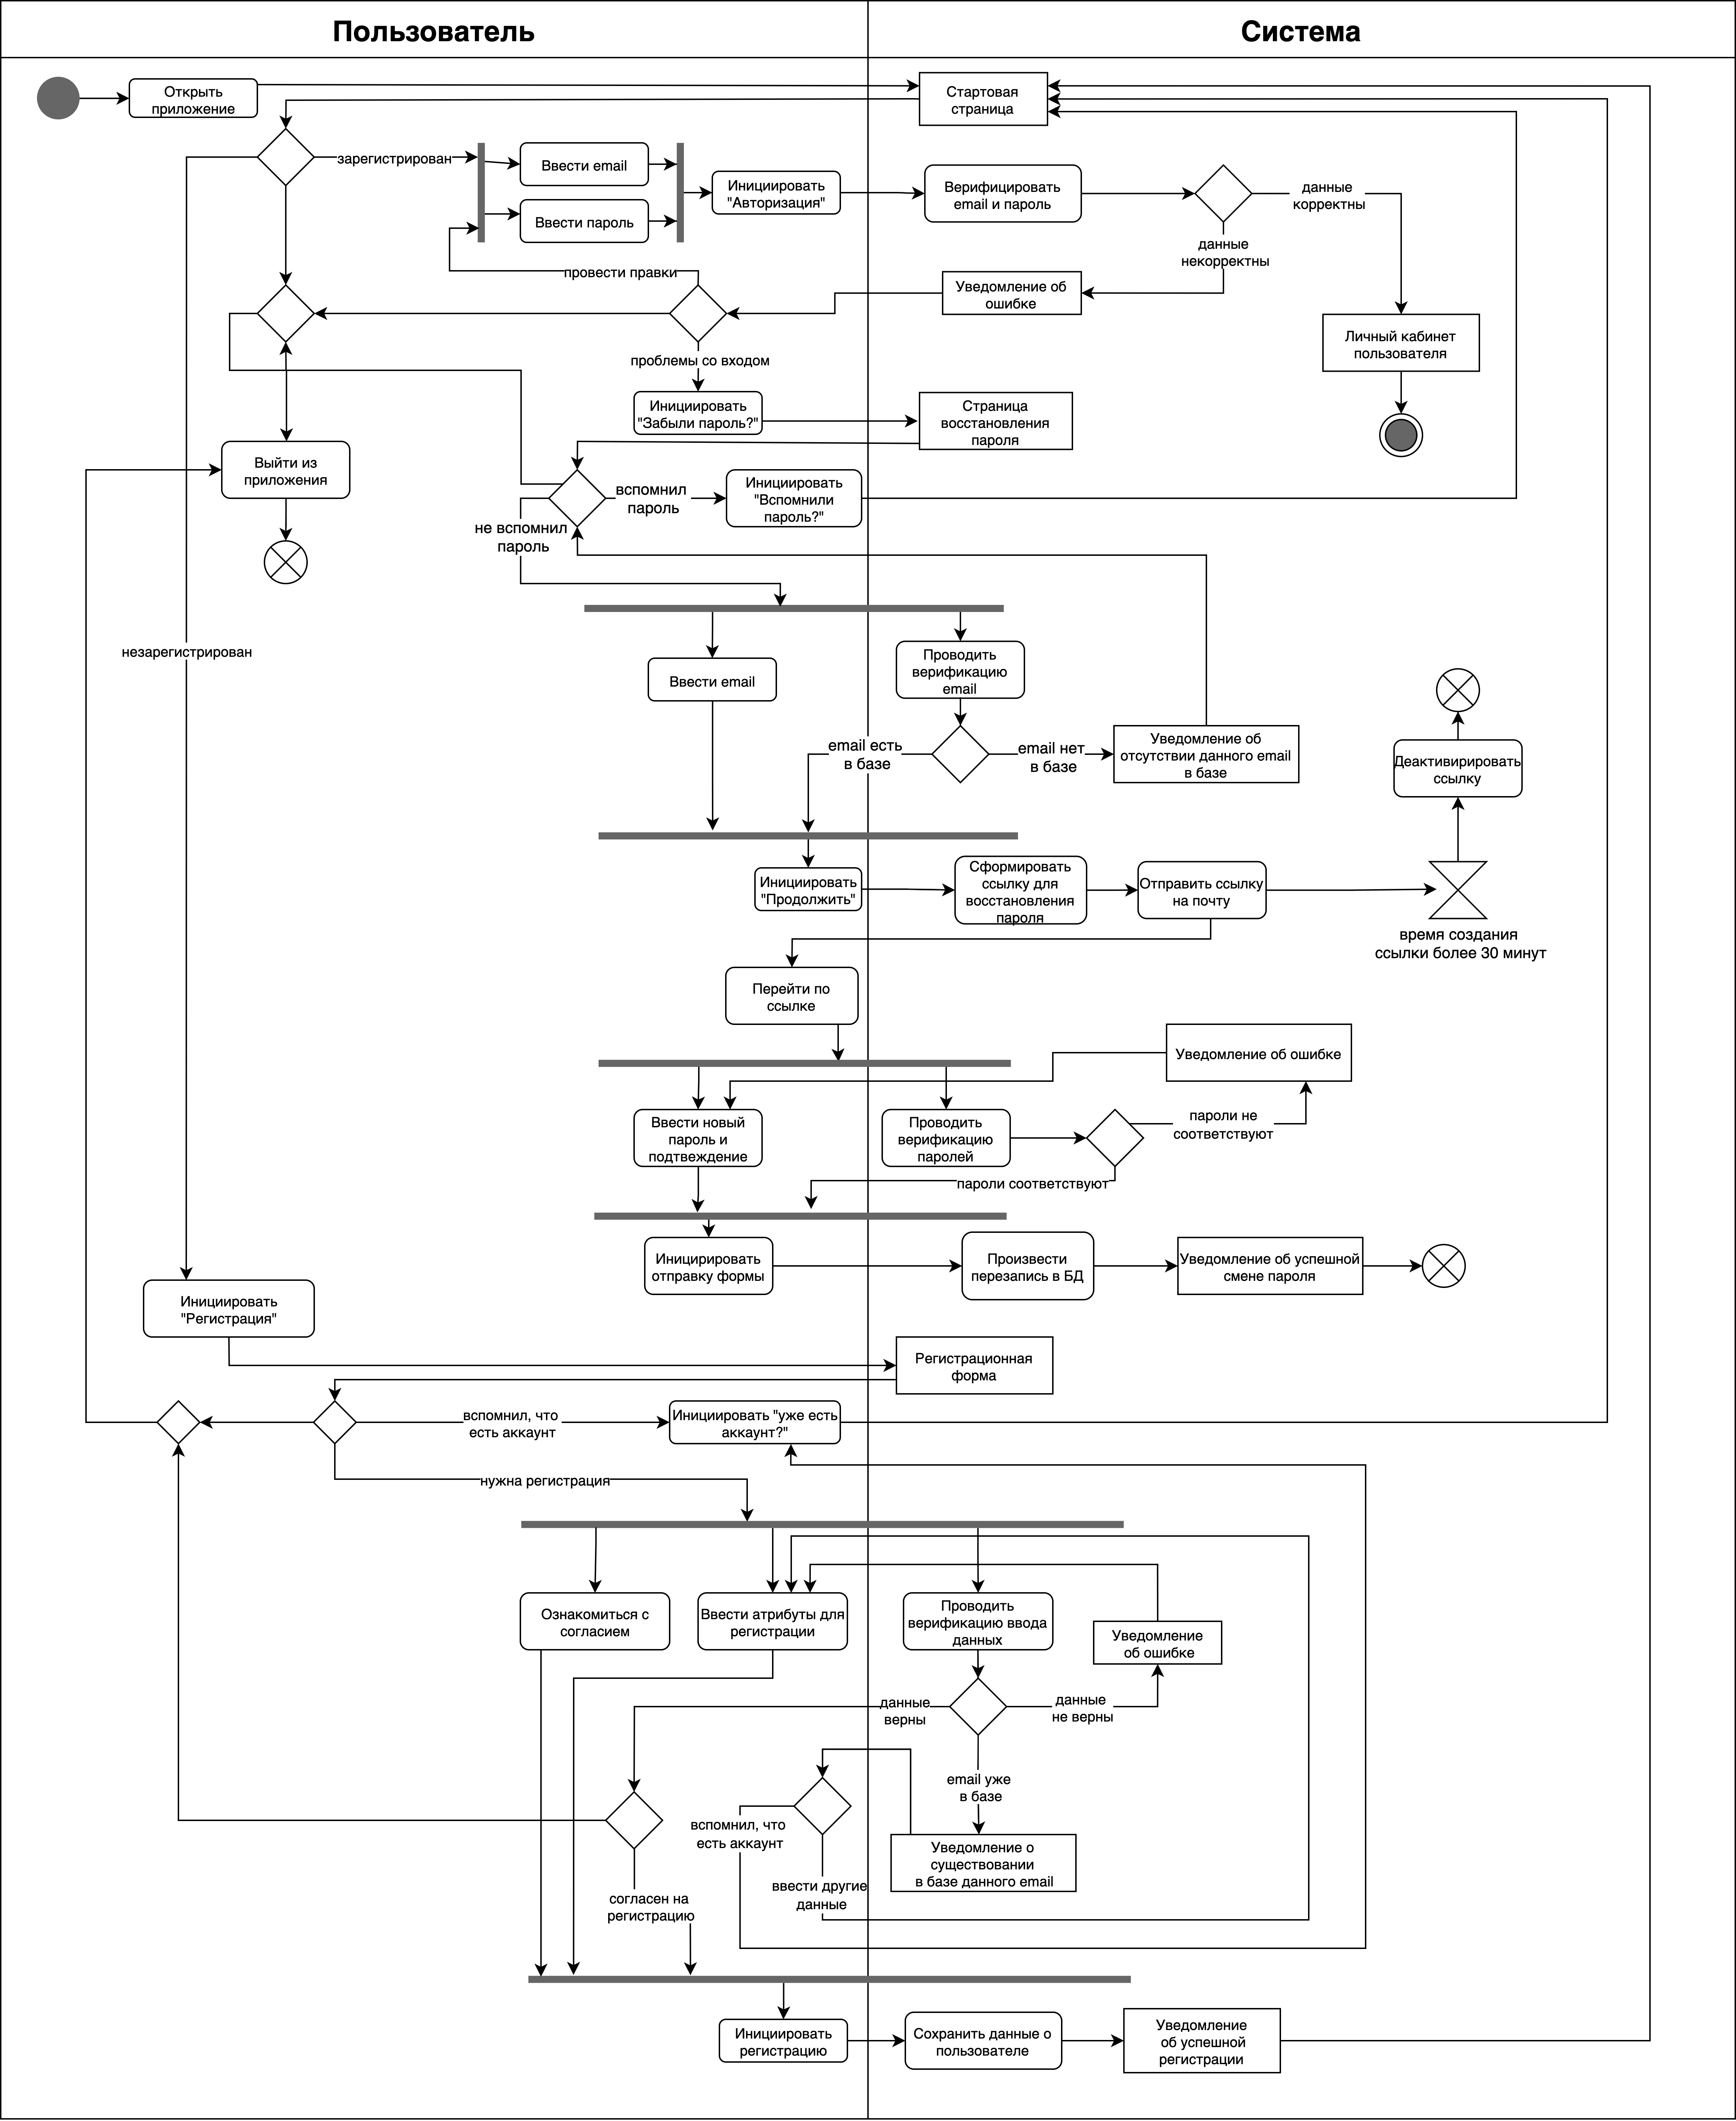 Пользователь
Система
Открыть
приложение
Стартовая
страница
зарегистрирован
Ввести email
Ввести пароль
Инициировать
"Авторизация"
Верифицировать
email и пароль
данные
корректны
данные
некорректны
провести правки
Уведомление об
ошибке
Личный кабинет
пользователя
проблемы со входом
Инициировать
"Забыли пароль?"
Страница
восстановления
пароля
Выйти из
приложения
вспомнил
пароль
Инициировать
"Вспомнили
пароль?"
не вспомнил
пароль
незарегистрирован
Ввести email
Проводить
верификацию
email
email есть
в базе
email нет
в базе
Уведомление об
отсутствии данного email
в базе
Деактивирировать
ссылку
Инициировать
"Продолжить"
Сформировать
ссылку для
восстановления
пароля
Отправить ссылку
на почту
время создания
ссылки более 30 минут
Перейти по
ссылке
Уведомление об ошибке
Ввести новый
пароль и
подтвеждение
Проводить
верификацию
паролей
пароли не
соответствуют
пароли соответствуют
Иницирировать
отправку формы
Произвести
перезапись в БД
Уведомление об успешной
смене пароля
Инициировать
"Регистрация"
Регистрационная
форма
вспомнил, что
есть аккаунт
Инициировать "уже есть
аккаунт?"
нужна регистрация
Ознакомиться с
согласием
Ввести атрибуты для
регистрации
Проводить
верификацию ввода
данных
Уведомление
об ошибке
данные
верны
данные
не верны
email уже
в базе
вспомнил, что
есть аккаунт
Уведомление о
существовании
в базе данного email
ввести другие
данные
согласен на
регистрацию
Инициировать
регистрацию
Сохранить данные о
пользователе
Уведомление
об успешной
регистрации